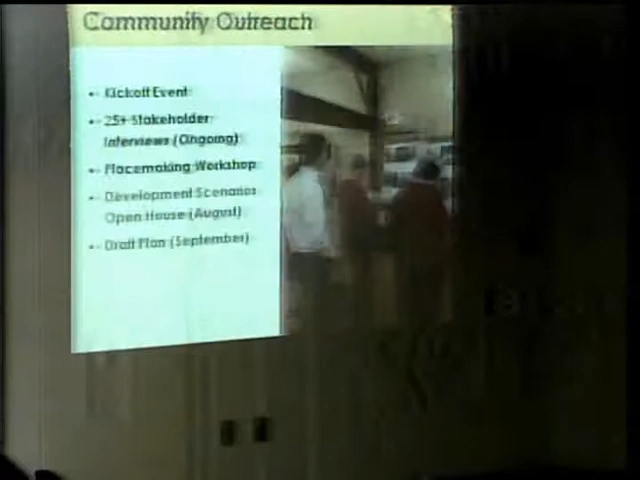 Community Outreach
• Kickoff Event
• 25+ Stakeholder
Interviews (Ongoing)
• Placemaking Workshop
• Development Scenarios
Open House (August)
• Draft Plan (September)